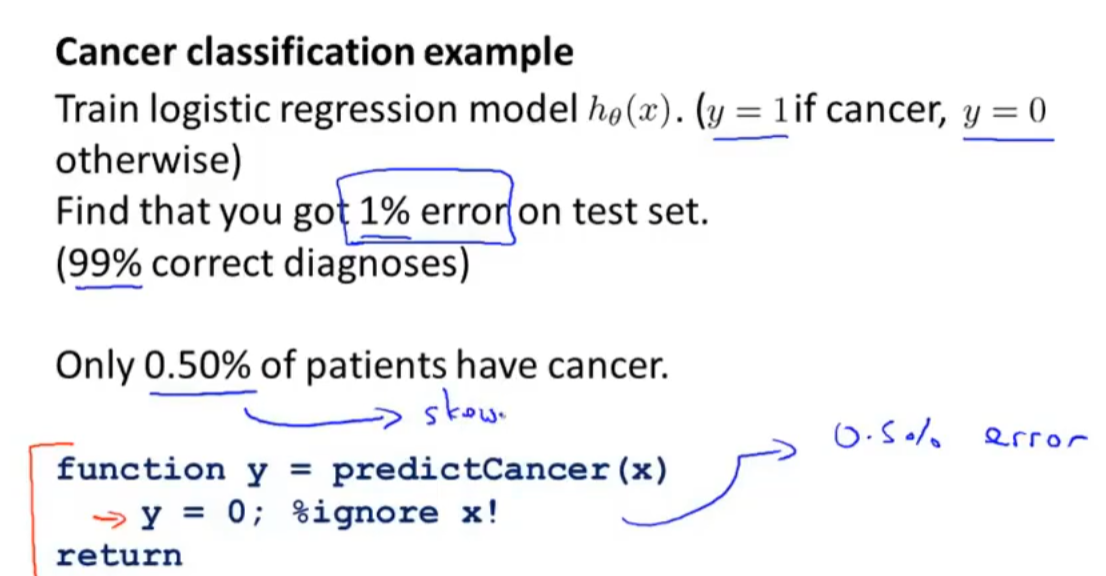 Cancer classification example
Train logistic regression model hθ(x). (y = 1 if cancer, y = 0
otherwise)
Find that you got 1% error on test set.
(99% correct diagnoses)
Only 0.50% of patients have cancer.
skew.
0.5% error
function y = predictCancer(x)
y = 0; %ignore x!
return